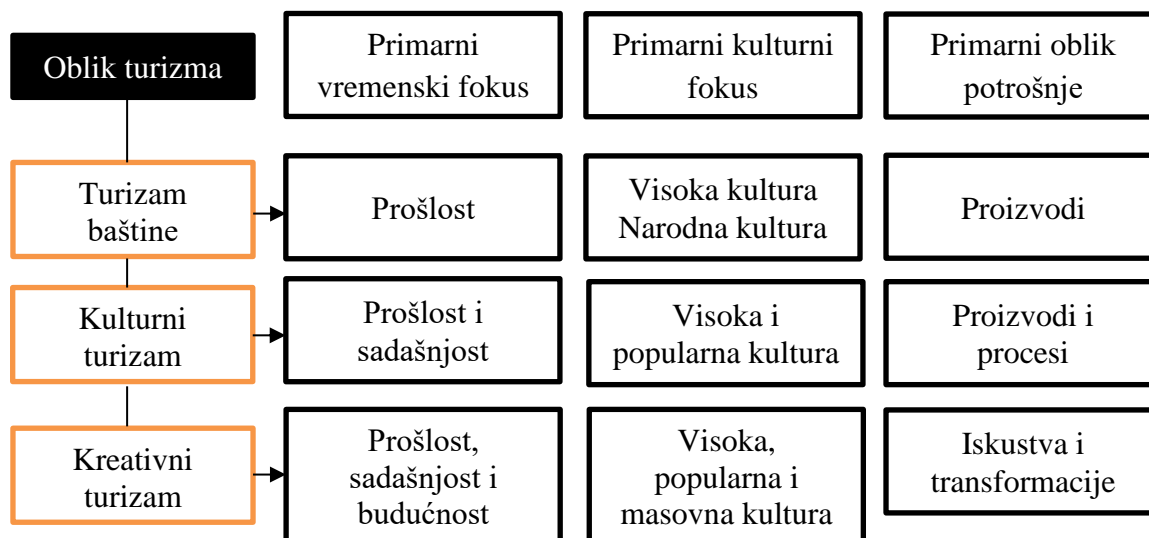 Oblik turizma
Primarni
vremenski fokus
Primarni kulturni
fokus
Primarni oblik
potrošnje
Turizam
baštine
Prošlost
Visoka kultura
Narodna kultura
Proizvodi
Kulturni
turizam
Prošlost i
sadašnjost
Visoka i
popularna kultura
Proizvodi i
procesi
Kreativni
turizam
Prošlost,
sadašnjost i
budućnost
Visoka,
popularna i
masovna kultura
Iskustva i
transformacije